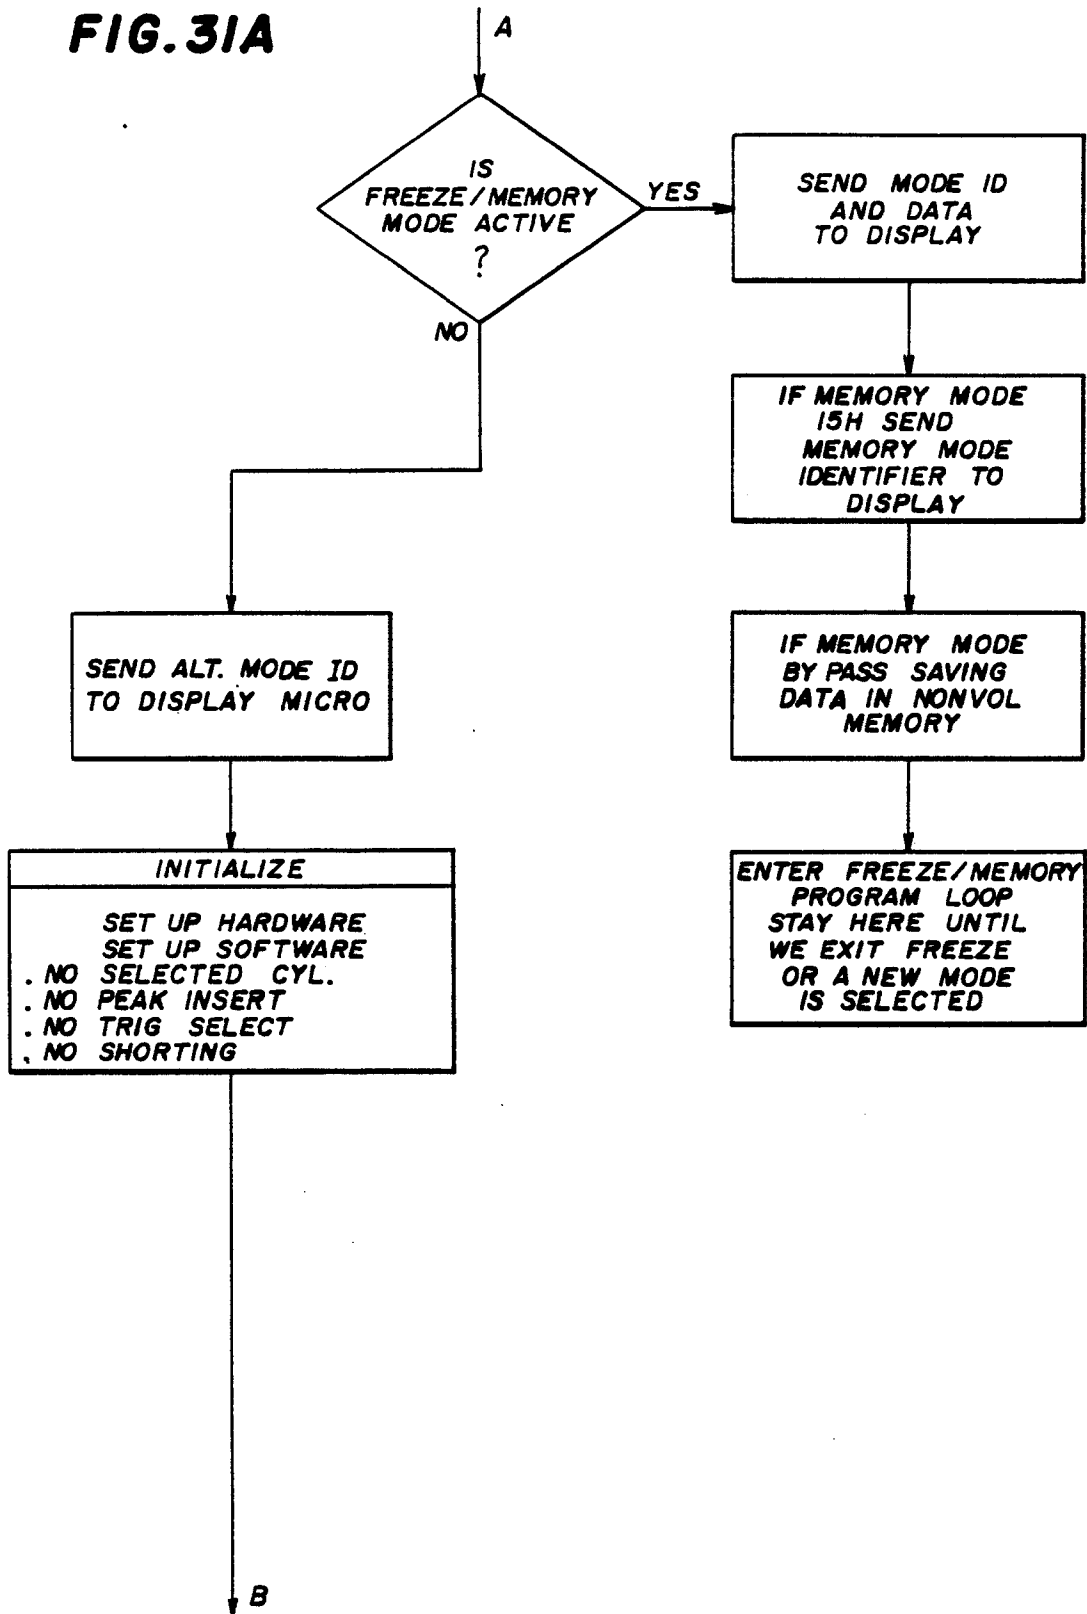 FIG. 31A
A
IS
FREEZE/MEMORY
MODE ACTIVE
?
YES
NO
SEND MODE ID
AND DATA
TO DISPLAY
IF MEMORY MODE
15H SEND
MEMORY MODE
IDENTIFIER TO
DISPLAY
IF MEMORY MODE
BY PASS SAVING
DATA IN NONVOL
MEMORY
ENTER FREEZE/MEMORY
PROGRAM LOOP
STAY HERE UNTIL
WE EXIT FREEZE
OR A NEW MODE
IS SELECTED
SEND ALT. MODE ID
TO DISPLAY MICRO
INITIALIZE
SET UP HARDWARE
SET UP SOFTWARE
. NO SELECTED CYL.
. NO PEAK INSERT
. NO TRIG SELECT
. NO SHORTING
B